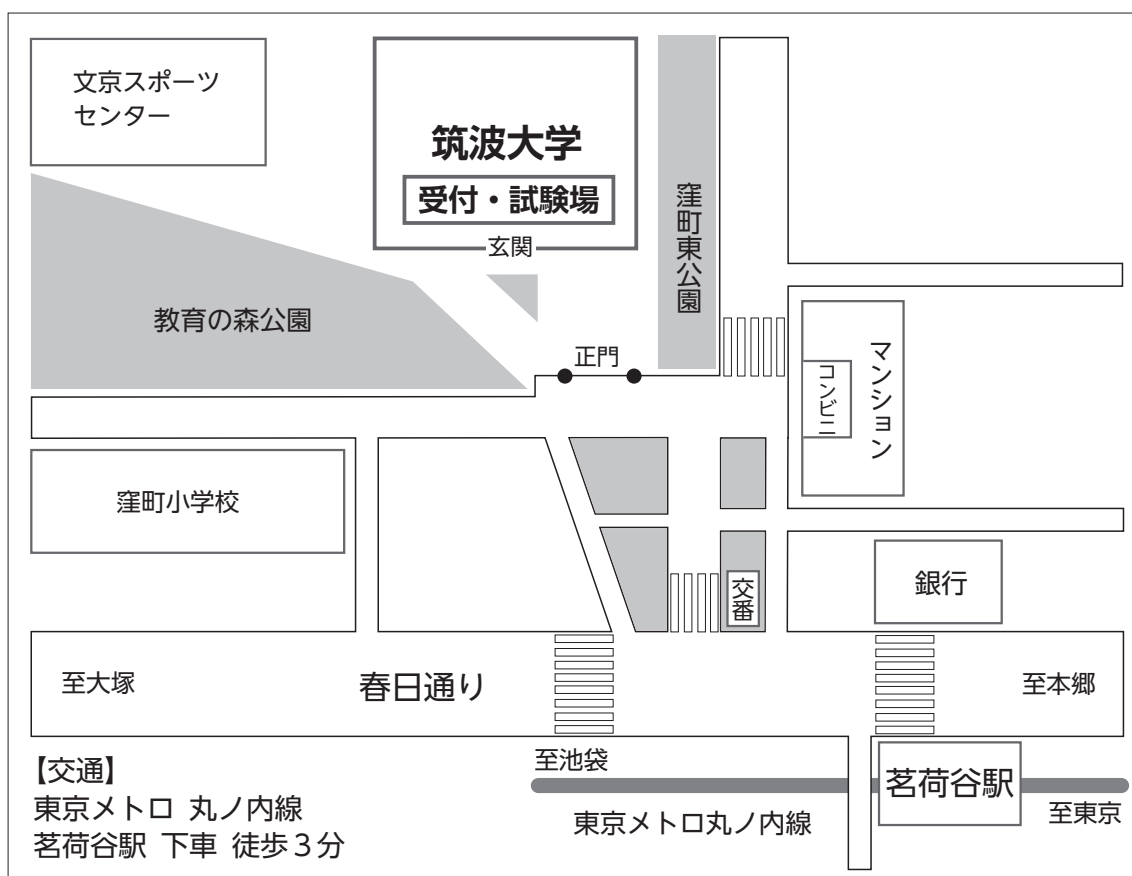 文京スポーツ
センター
筑波大学
受付・試験場
玄関
窪町東公園
教育の森公園
正門
マンション
コンビニ
窪町小学校
銀行
交番
至大塚
春日通り
至本郷
【交通】
東京メトロ 丸ノ内線
茗荷谷駅 下車 徒歩３分
至池袋
茗荷谷駅
東京メトロ丸ノ内線
至東京